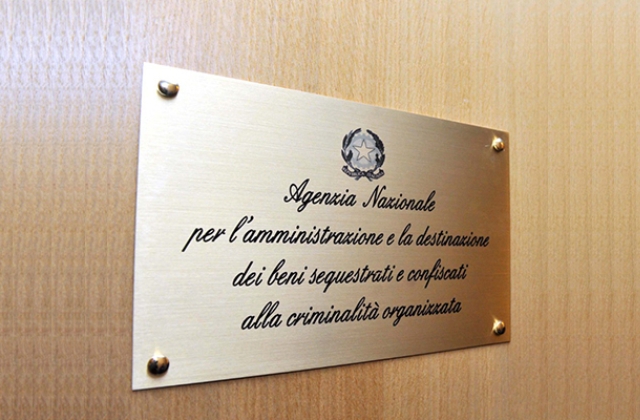 Agenzia Nazionale
per l'amministrazione e la destinazione
dei beni sequestrati e confiscati
alla criminalità organizzata